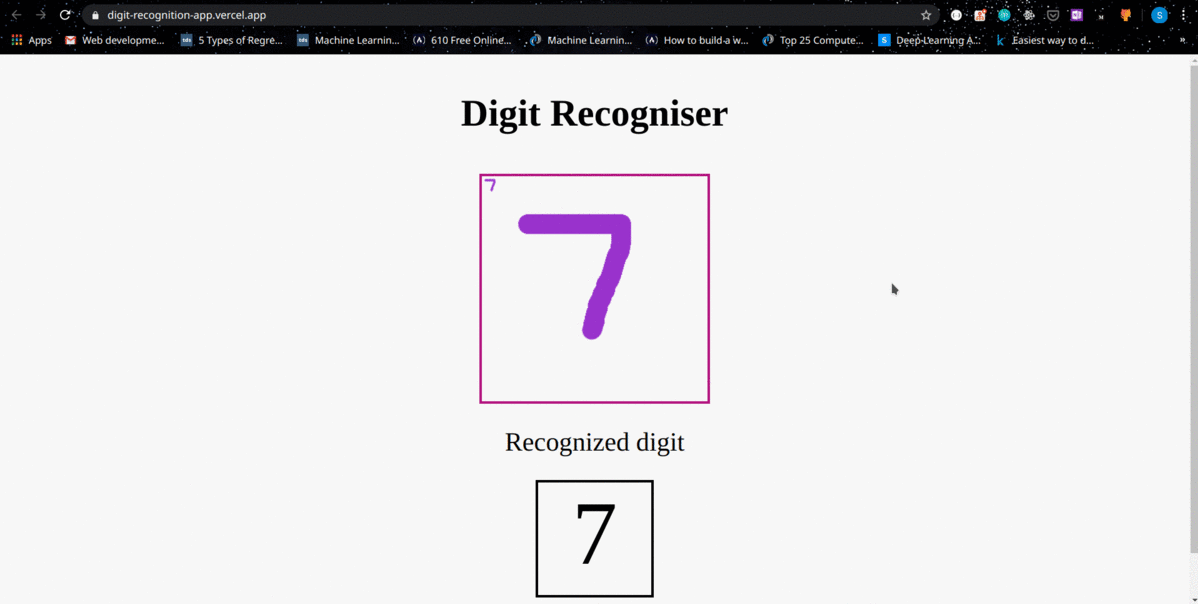 digit-recognition-app.vercel.app
Apps Web developme... 5 Types of Regre... Machine Learnin... 610 Free Online... Machine Learnin... How to build a w... Top 25 Compute... Deep-Learning A... Easiest way to d... »
Digit Recogniser
7
7
Recognized digit
7